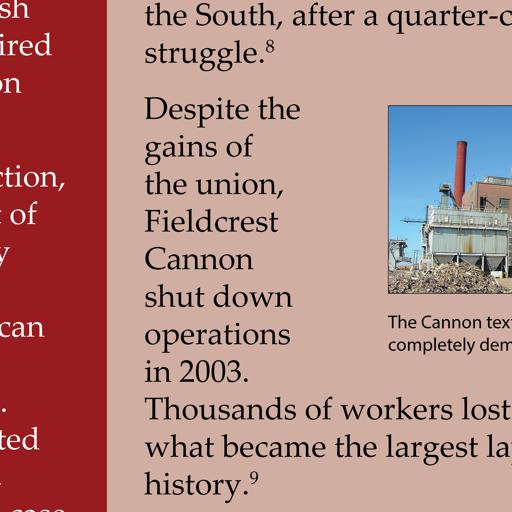 sh
ired
on
ction,
t of
y
can
.
ted
the South, after a quarter-c
struggle.8
Despite the
gains of
the union,
Fieldcrest
Cannon
shut down
operations
in 2003.
Thousands of workers lost
what became the largest la
history.9
The Cannon text
completely dem